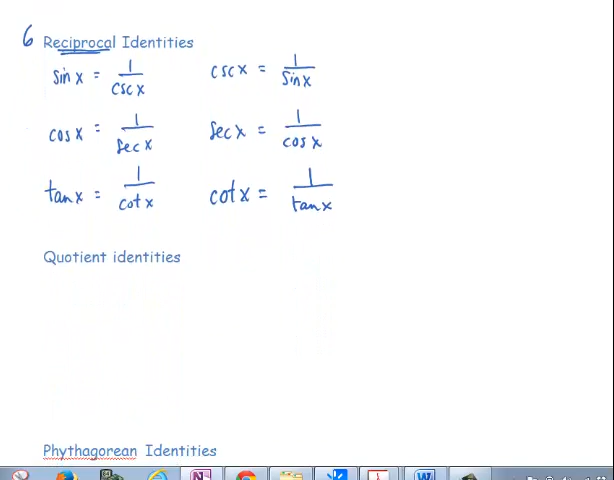 6 Reciprocal Identities
sin x = 1/csc x    csc x = 1/sin x
cos x = 1/sec x    sec x = 1/cos x
tan x = 1/cot x    cot x = 1/tan x
Quotient identities
Phythagorean Identities